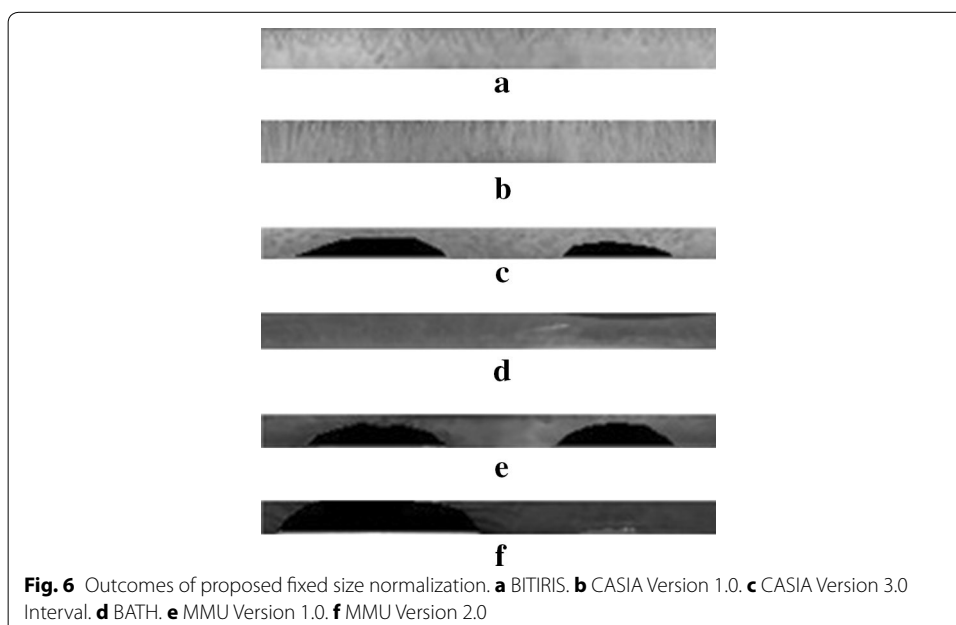 a
b
c
d
e
f
Fig. 6 Outcomes of proposed fixed size normalization. a BITIRIS. b CASIA Version 1.0. c CASIA Version 3.0
Interval. d BATH. e MMU Version 1.0. f MMU Version 2.0